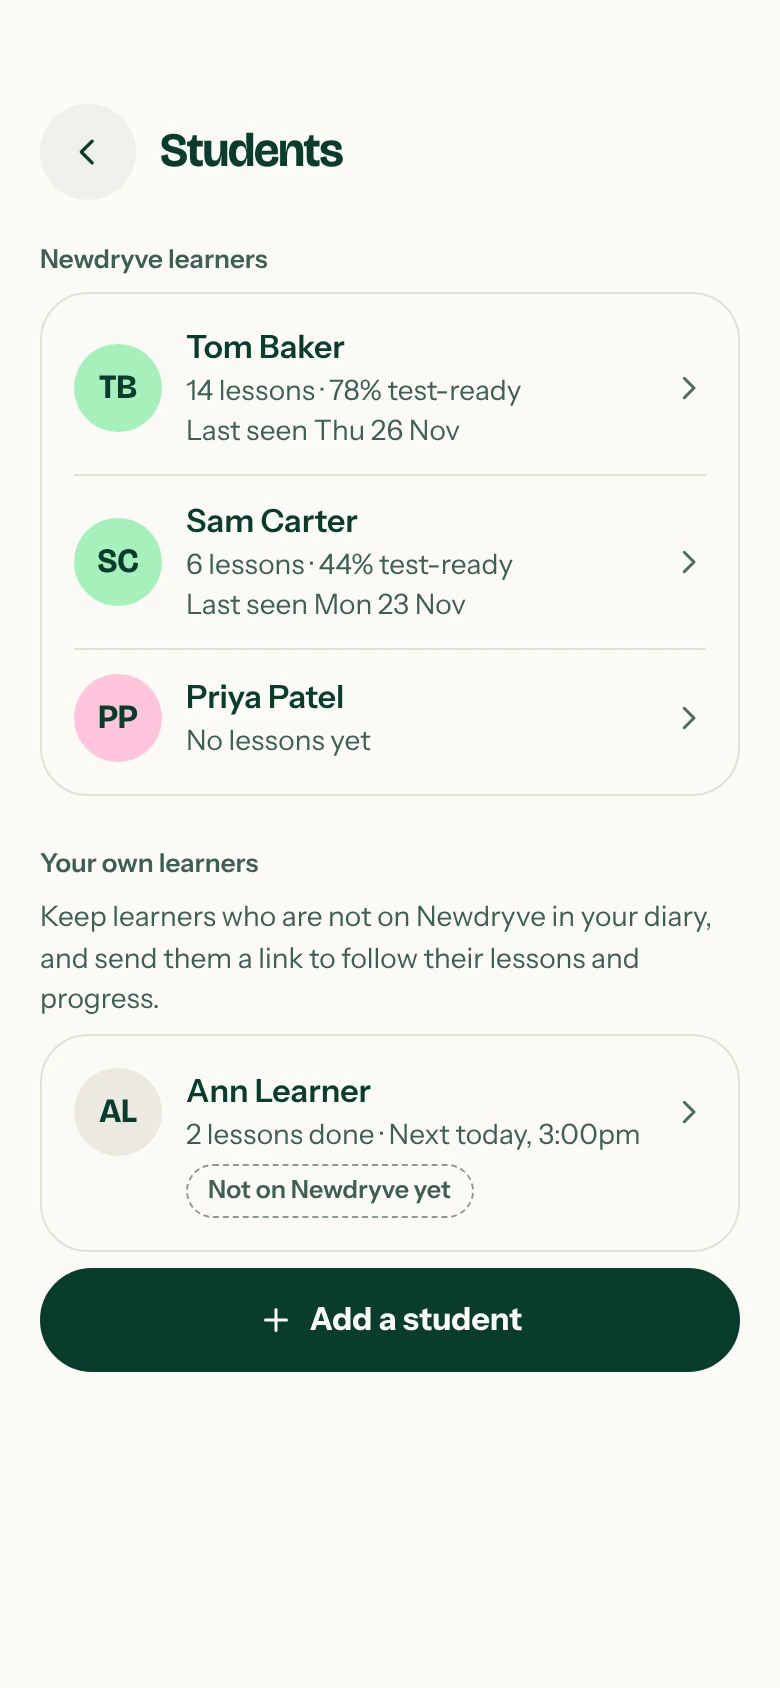 Students
Newdryve learners
TB
Tom Baker
14 lessons · 78% test-ready
Last seen Thu 26 Nov
SC
Sam Carter
6 lessons · 44% test-ready
Last seen Mon 23 Nov
PP
Priya Patel
No lessons yet
Your own learners
Keep learners who are not on Newdryve in your diary,
and send them a link to follow their lessons and
progress.
AL
Ann Learner
2 lessons done · Next today, 3:00pm
Not on Newdryve yet
+ Add a student